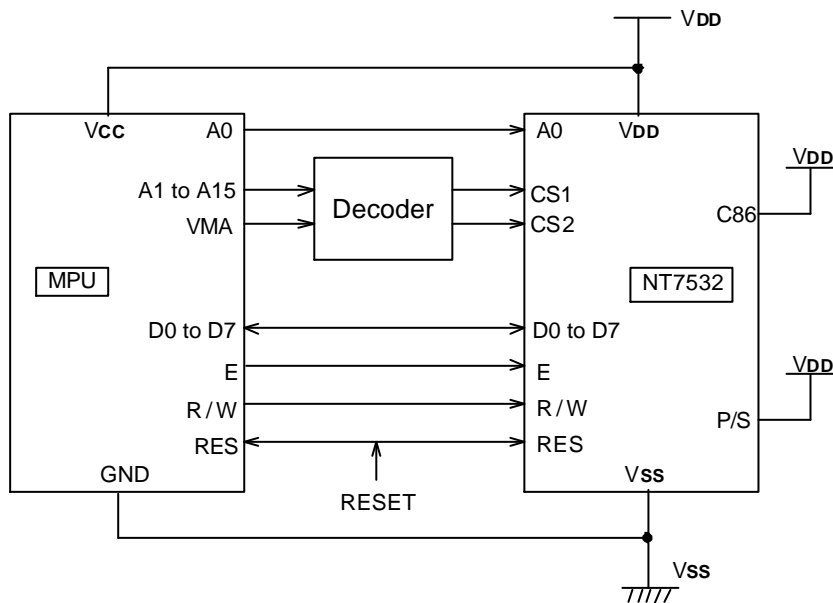 VDD
VCC
A0
A0
VDD
VDD
A1 to A15
Decoder
CS1
VMA
CS2
C86
MPU
NT7532
D0 to D7
D0 to D7
VDD
E
E
R/W
R/W
P/S
RES
RES
GND
RESET
VSS
VSS